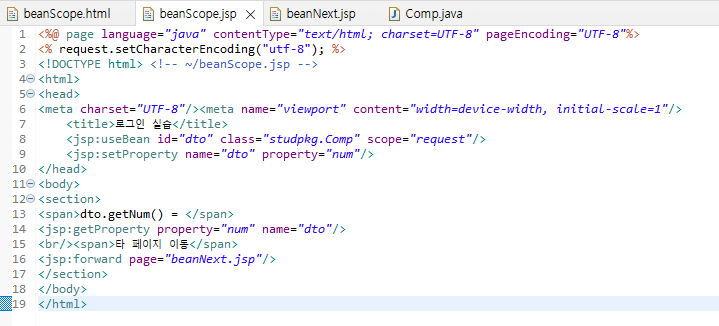 beanScope.html beanScope.jsp beanNext.jsp Comp.java
1 <%@ page language="java" contentType="text/html; charset=UTF-8" pageEncoding="UTF-8"%>
2 <% request.setCharacterEncoding("utf-8"); %>
3 <!DOCTYPE html> <!-- ~/beanScope.jsp -->
4 <html>
5 <head>
6 <meta charset="UTF-8"/><meta name="viewport" content="width=device-width, initial-scale=1"/>
7 <title>로그인 실습</title>
8 <jsp:useBean id="dto" class="studpkg.Comp" scope="request"/>
9 <jsp:setProperty name="dto" property="num"/>
10 </head>
11 <body>
12 <section>
13 <span>dto.getNum() = </span>
14 <jsp:getProperty property="num" name="dto"/>
15 <br/><span>타 페이지 이동</span>
16 <jsp:forward page="beanNext.jsp"/>
17 </section>
18 </body>
19 </html>